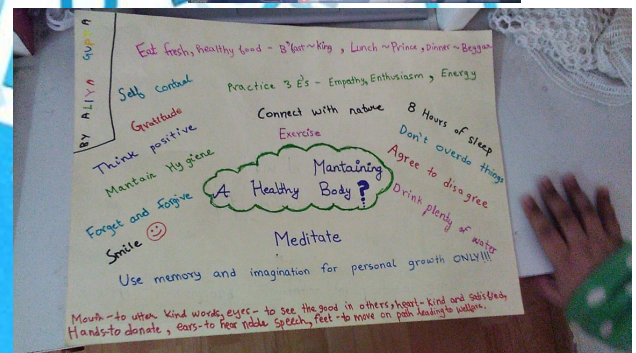 BY ALIYA GUPTA
Eat fresh, healthy food - B'fast ~ King , Lunch ~ Prince , Dinner ~ Beggar
Practice 3 E's - Empathy, Enthusiasm , Energy
Self control
Gratitude
Think positive
Mantain Hygiene
Forget and forgive
Smile
Connect with nature
Exercise
Mantaining
A Healthy Body ?
Meditate
8 Hours of sleep
Don't overdo things
Agree to disagree
Drink plenty of water
Use memory and imagination for personal growth ONLY!!!
Mouth - to utter kind words, eyes - to see the good in others, heart - kind and satisfied,
Hands - to donate , ears - to hear noble speech, feet - to move on path leading to welfare.